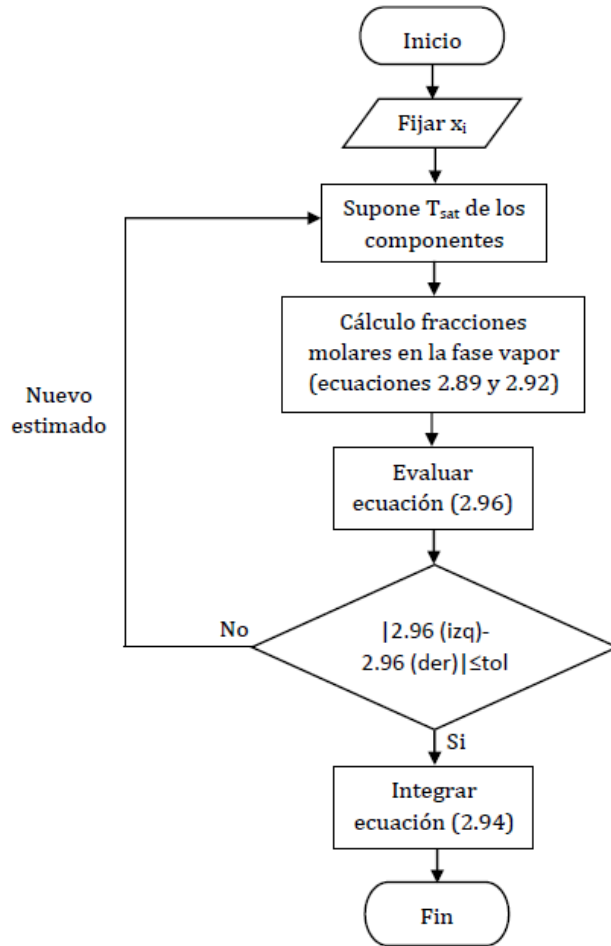 Inicio
Fijar xᵢ
Supone Tsat de los
componentes
Cálculo fracciones
molares en la fase vapor
(ecuaciones 2.89 y 2.92)
Nuevo
estimado
Evaluar
ecuación (2.96)
No
|2.96 (izq)-
2.96 (der)|≤tol
Si
Integrar
ecuación (2.94)
Fin